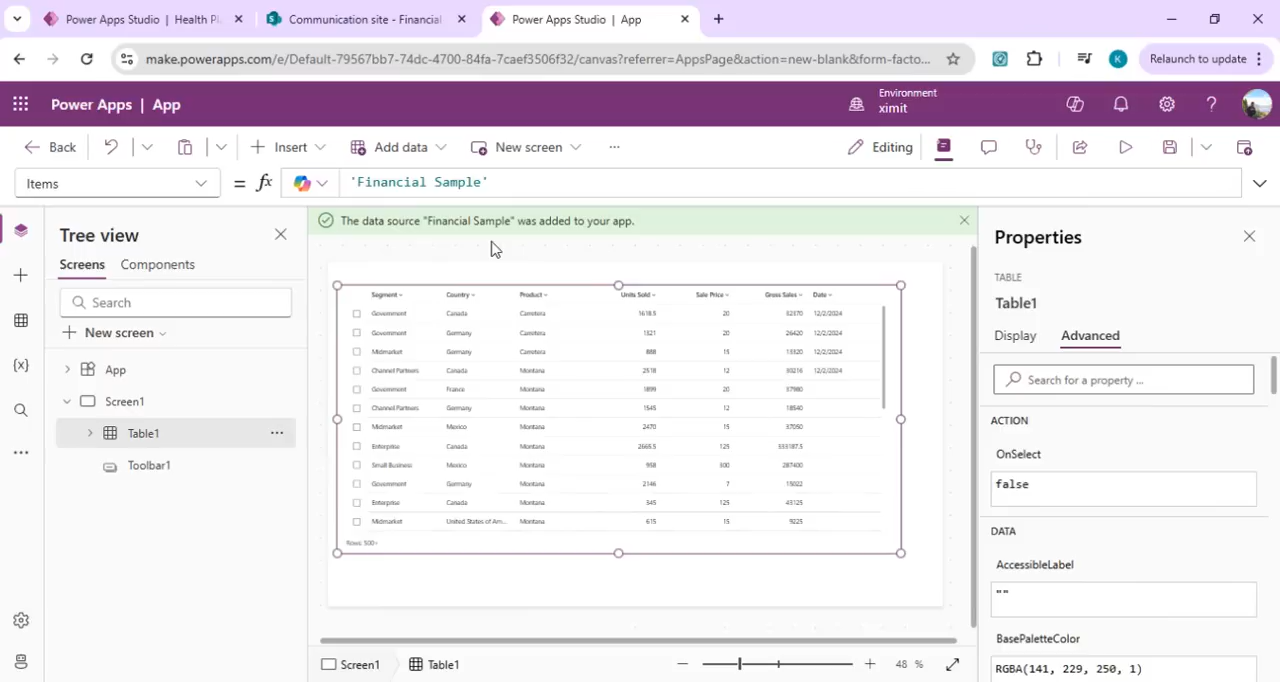 Power Apps Studio | Health Pl
Communication site - Financial
Power Apps Studio | App
make.powerapps.com/e/Default-79567bb7-74dc-4700-84fa-7caef3506f32/canvas?referrer=AppsPage&action=new-blank&form-facto...
K
Relaunch to update
Power Apps | App
Environment
ximit
Back
Insert
Add data
New screen
...
Editing
Items
= fx
'Financial Sample'
Tree view
Screens Components
Search
New screen
App
Screen1
Table1
Toolbar1
The data source "Financial Sample" was added to your app.
Segment Country Product Units Sold Sale Price Gross Sales Date
Government Canada Carretera 1618.5 20 32370 12/2/2024
Government Germany Carretera 1321 20 26420 12/2/2024
Midmarket Germany Carretera 888 15 13320 12/2/2024
Channel Partners Canada Montana 2518 12 30216 12/2/2024
Government France Montana 1899 20 37980
Channel Partners Germany Montana 1545 12 18540
Midmarket Mexico Montana 2470 15 37050
Enterprise Canada Montana 2665.5 125 333187.5
Small Business Mexico Montana 958 300 287400
Government Germany Montana 2146 7 15022
Enterprise Canada Montana 345 125 43125
Midmarket United States of Am... Montana 615 15 9225
Rows: 500+
Screen1
Table1
48 %
Properties
TABLE
Table1
Display Advanced
Search for a property ...
ACTION
OnSelect
false
DATA
AccessibleLabel
""
BasePaletteColor
RGBA(141, 229, 250, 1)